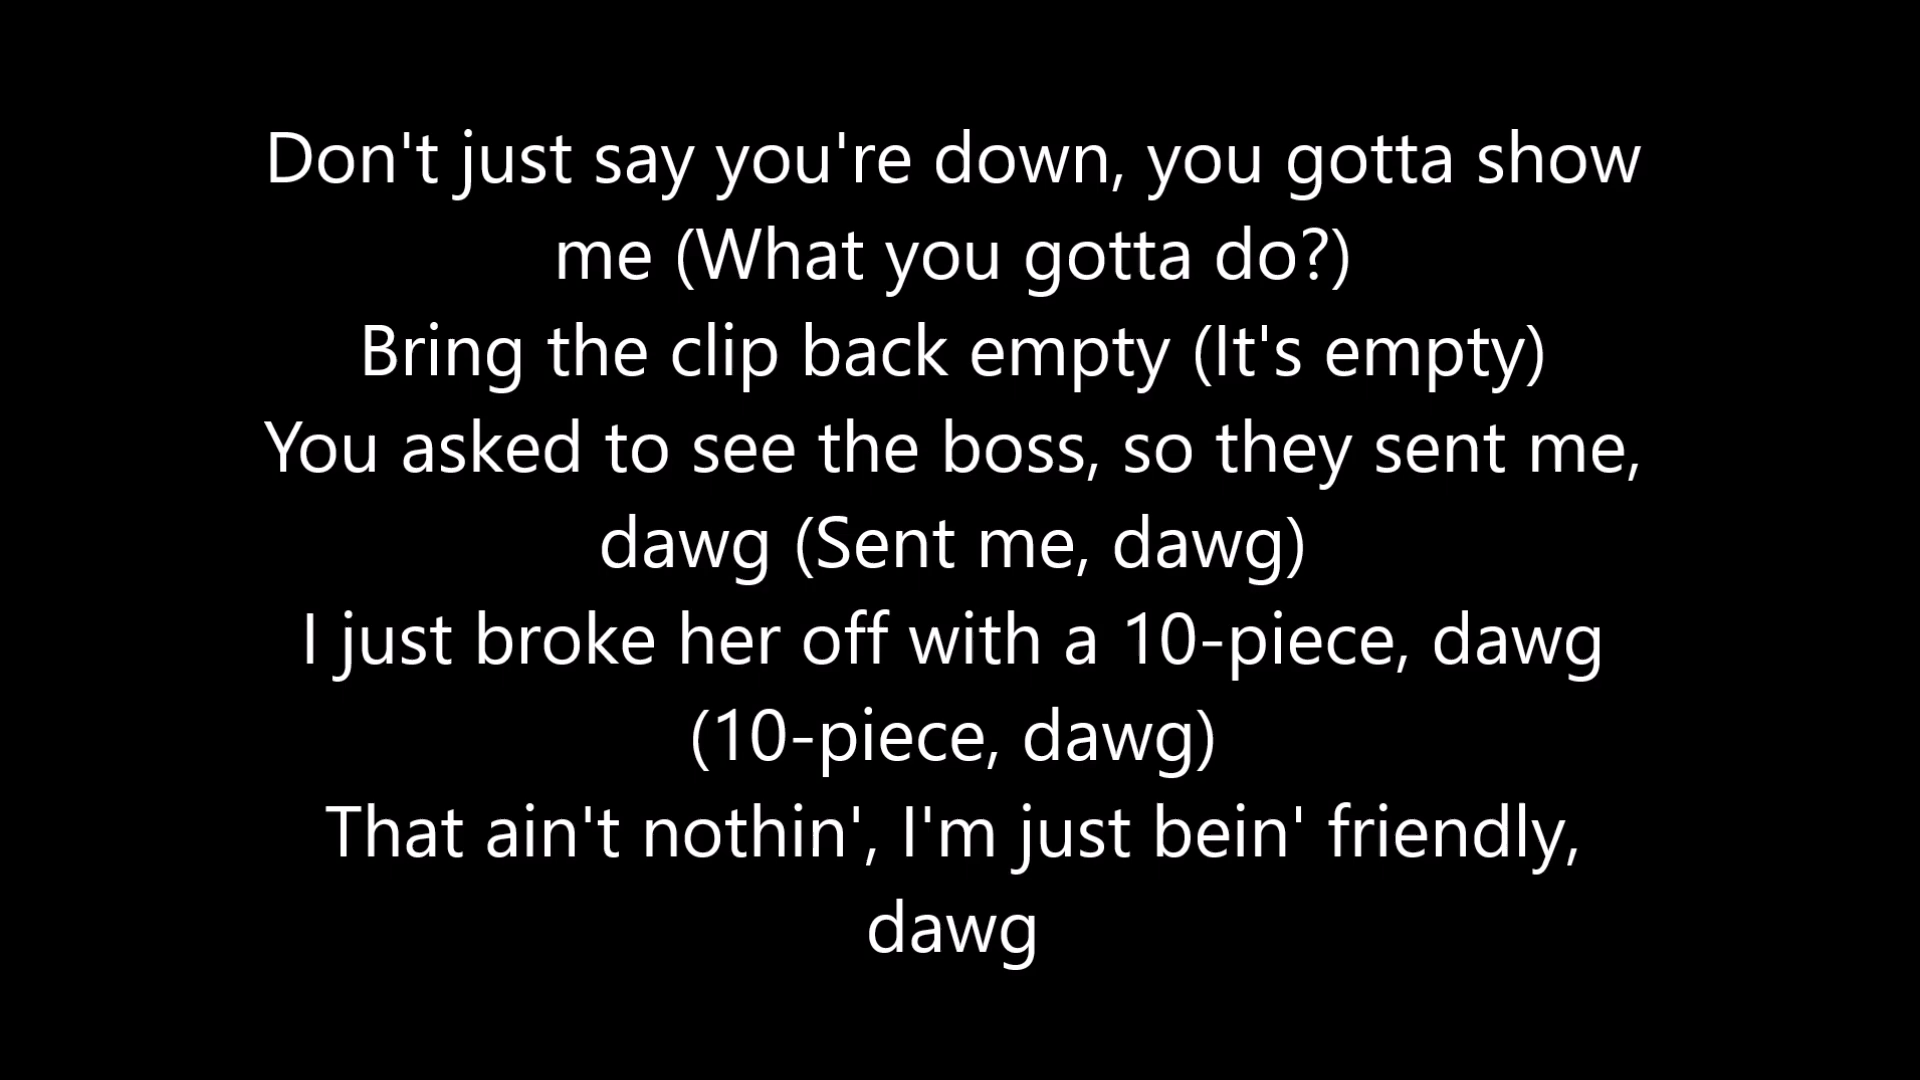 Don't just say you're down, you gotta show
me (What you gotta do?)
Bring the clip back empty (It's empty)
You asked to see the boss, so they sent me,
dawg (Sent me, dawg)
I just broke her off with a 10-piece, dawg
(10-piece, dawg)
That ain't nothin', I'm just bein' friendly,
dawg